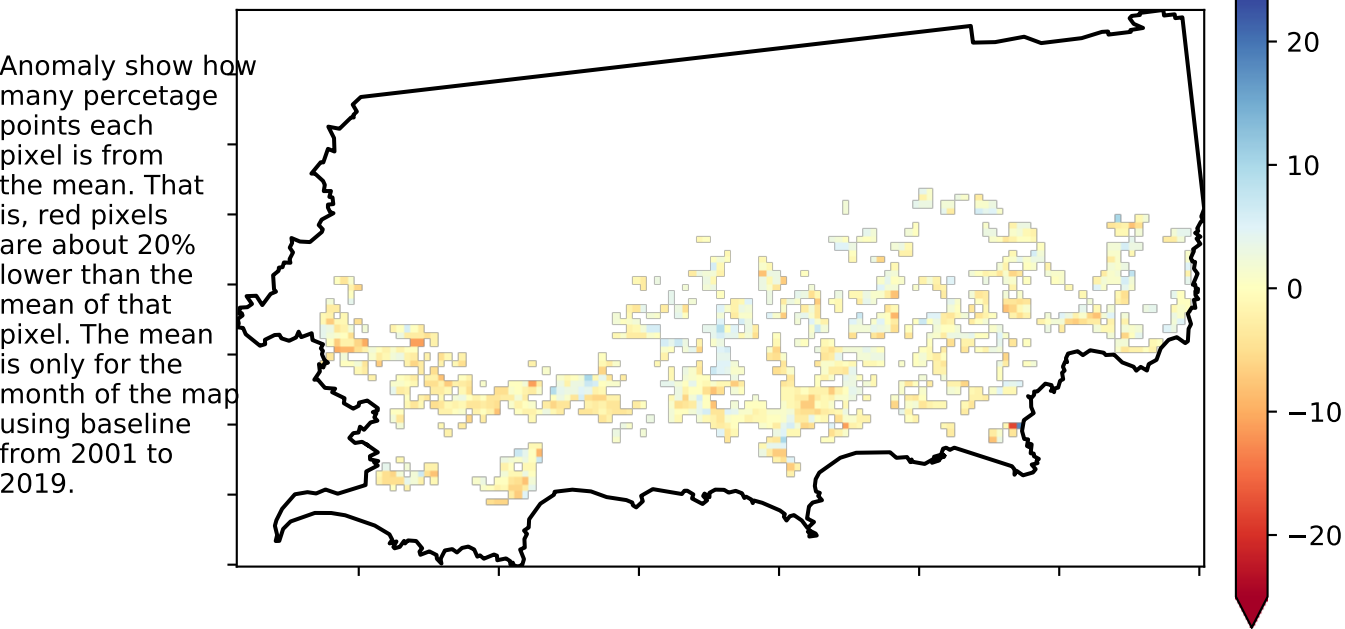 Anomaly show how
many percetage
points each
pixel is from
the mean. That
is, red pixels
are about 20%
lower than the
mean of that
pixel. The mean
is only for the
month of the map
using baseline
from 2001 to
2019.
20
10
0
−10
−20